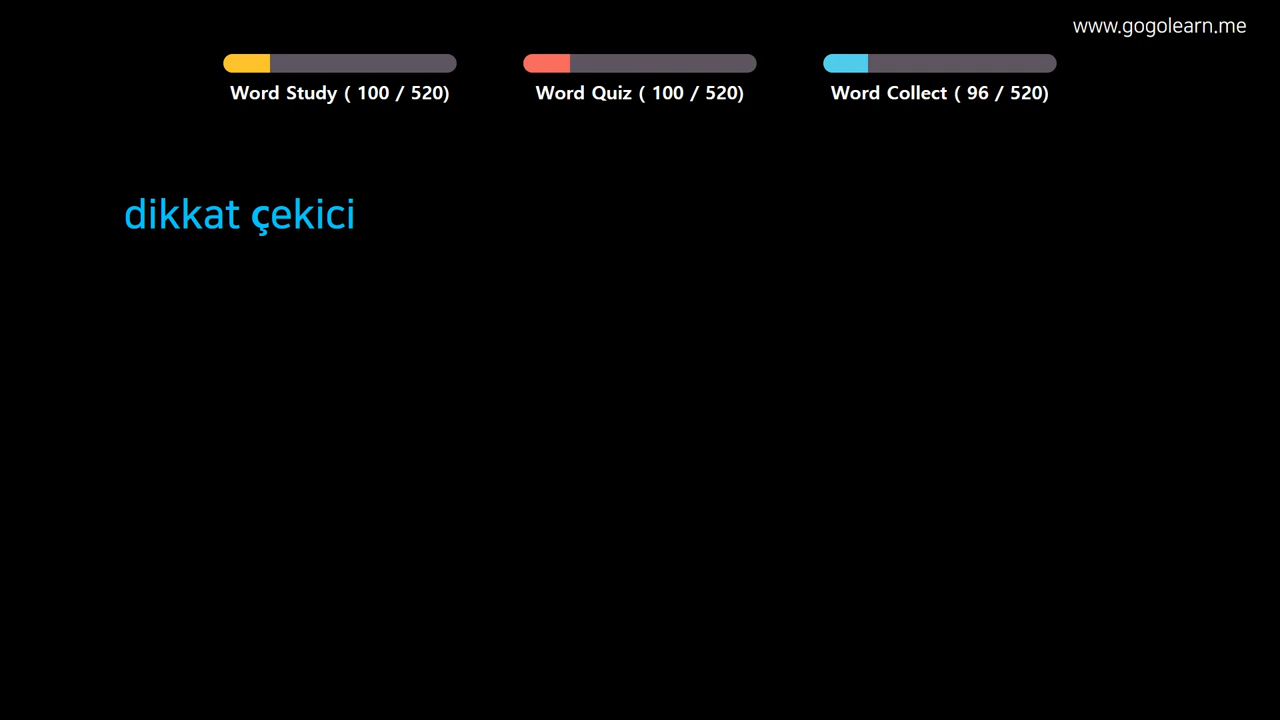 www.gogolearn.me
Word Study ( 100 / 520)
Word Quiz ( 100 / 520)
Word Collect ( 96 / 520)
dikkat çekici